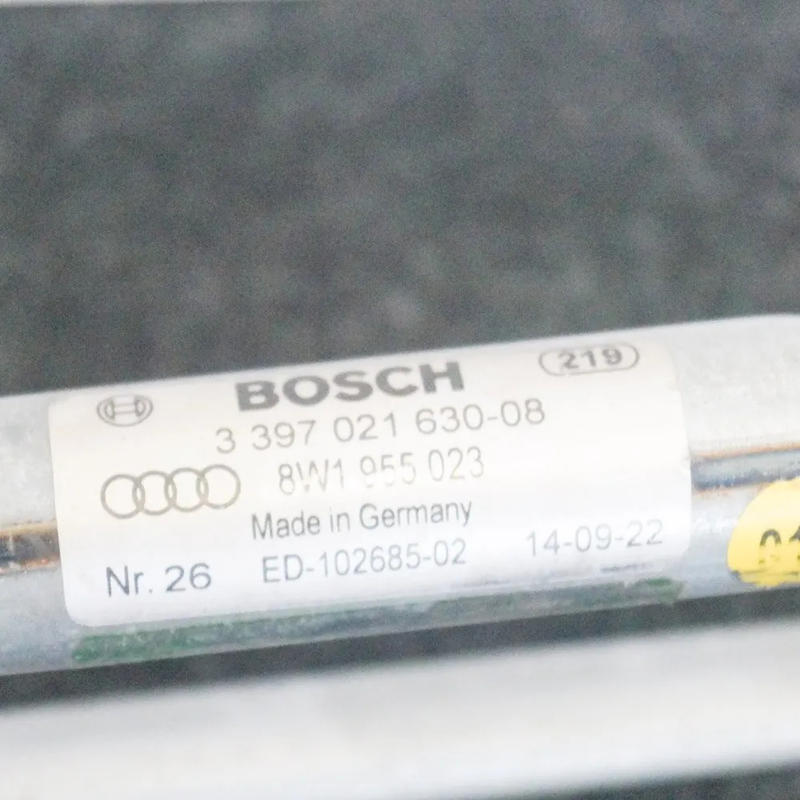 BOSCH 219
3 397 021 630-08
8W1 955 023
Made in Germany
Nr. 26 ED-102685-02 14-09-22